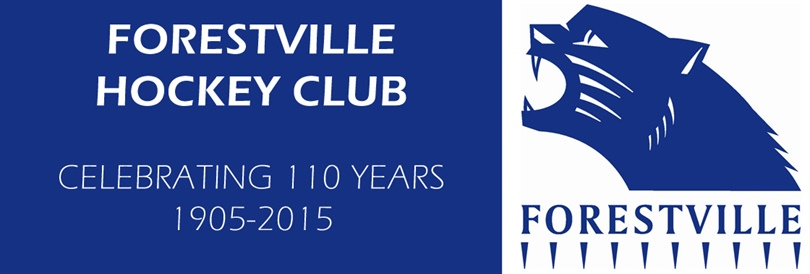 FORESTVILLE
HOCKEY CLUB
CELEBRATING 110 YEARS
1905-2015
FORESTVILLE